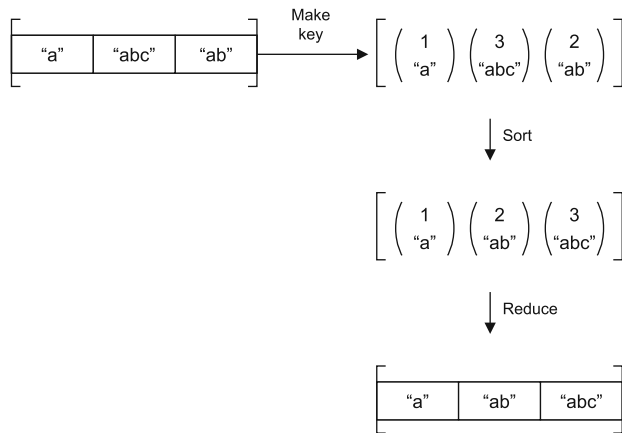 Make
key
“a” “abc” “ab”
1 3 2
“a” “abc” “ab”
Sort
1 2 3
“a” “ab” “abc”
Reduce
“a” “ab” “abc”